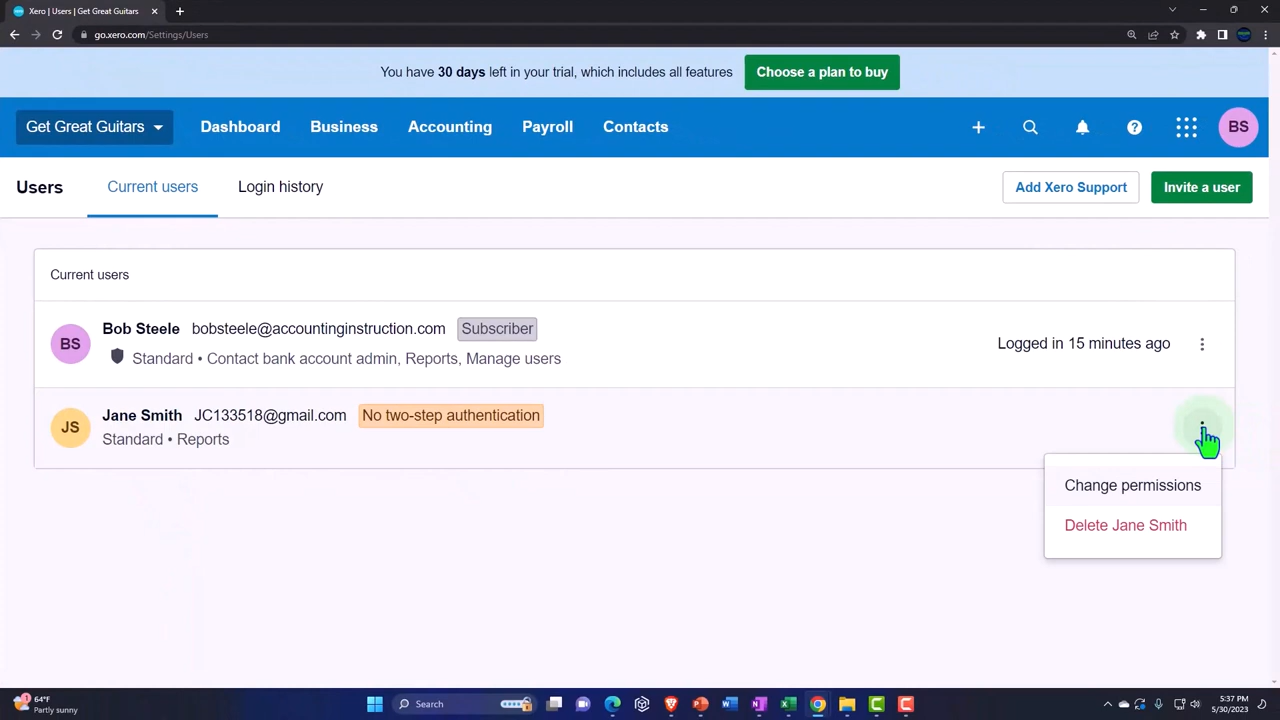 Xero | Users | Get Great Guitars
go.xero.com/Settings/Users
You have 30 days left in your trial, which includes all features
Choose a plan to buy
Get Great Guitars
Dashboard
Business
Accounting
Payroll
Contacts
BS
Users
Current users
Login history
Add Xero Support
Invite a user
Current users
BS
Bob Steele bobsteele@accountinginstruction.com Subscriber
Standard • Contact bank account admin, Reports, Manage users
Logged in 15 minutes ago
JS
Jane Smith JC133518@gmail.com No two-step authentication
Standard • Reports
Change permissions
Delete Jane Smith
1
64°F
Partly sunny
Search
5:37 PM
5/30/2023